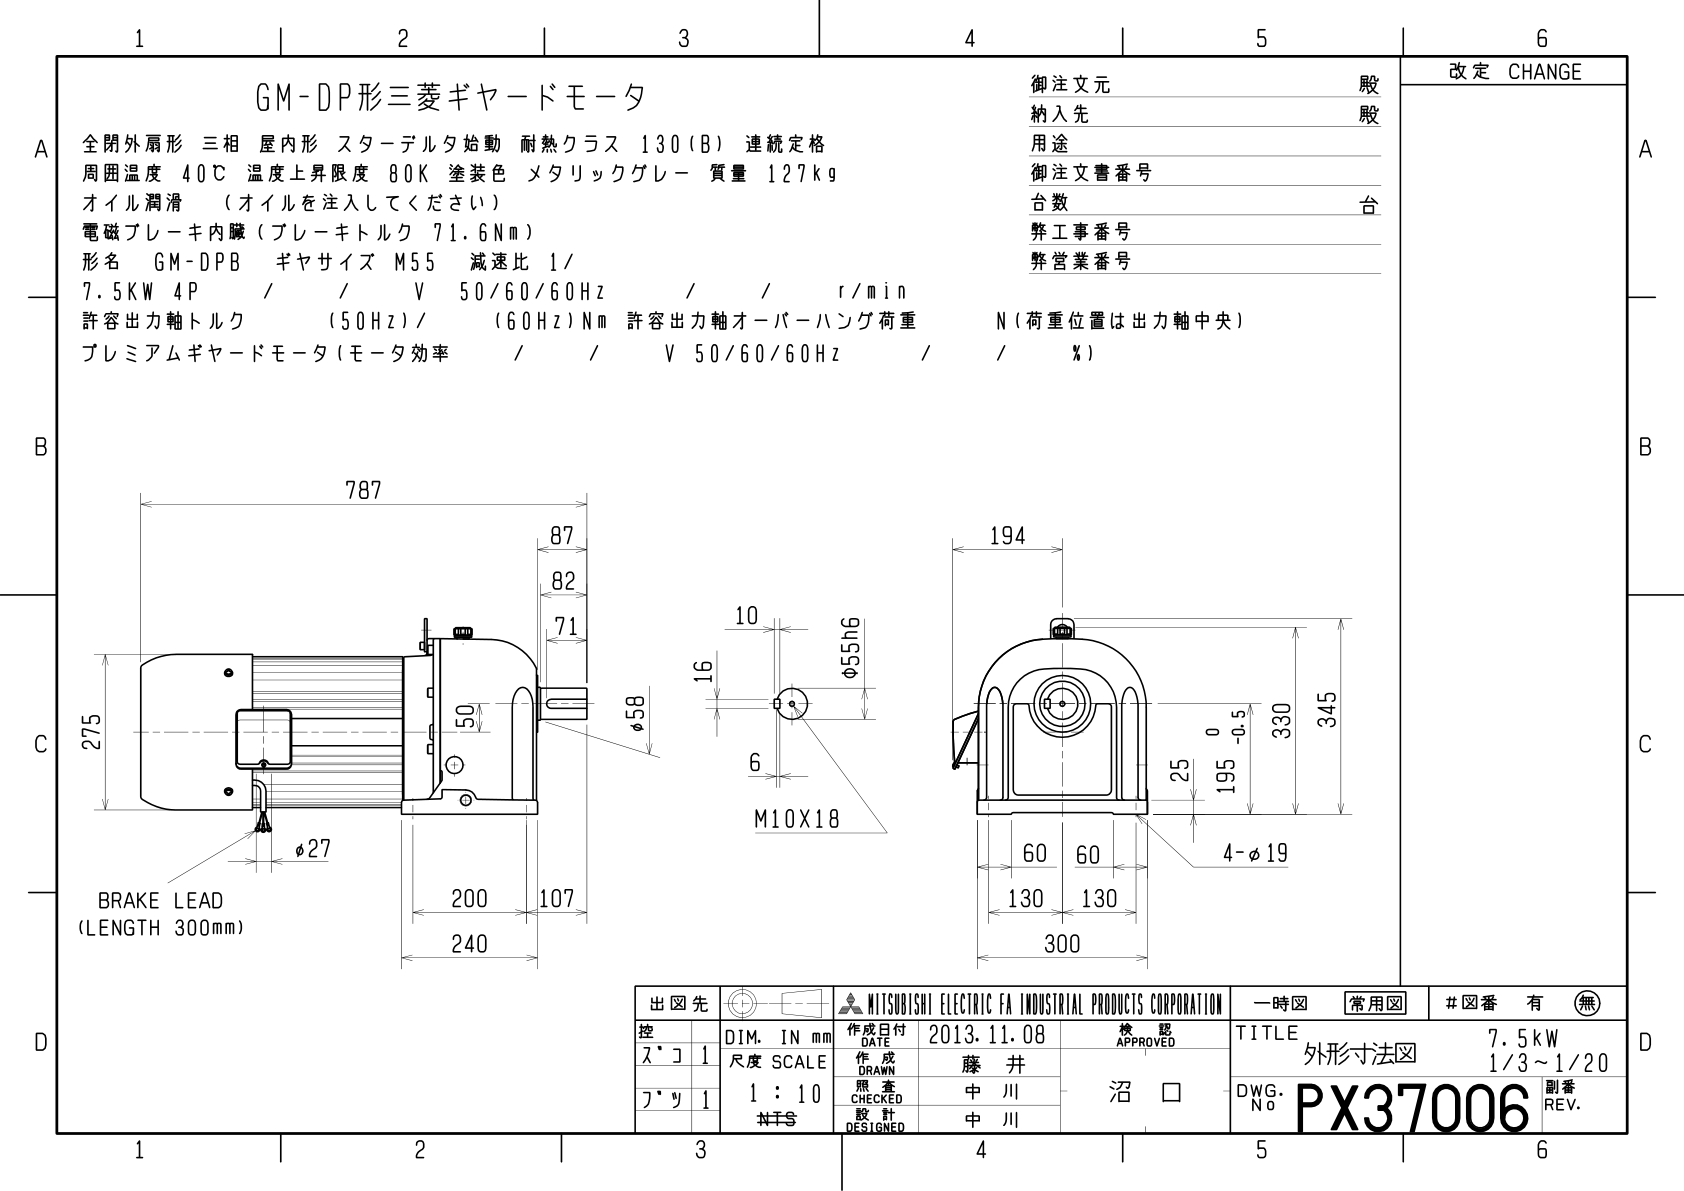 1 2 3 4 5 6
改定 CHANGE
GM-DP形三菱ギヤードモータ
全閉外扇形 三相 屋内形 スターデルタ始動 耐熱クラス 130(B) 連続定格
周囲温度 40℃ 温度上昇限度 80K 塗装色 メタリックグレー 質量 127kg
オイル潤滑 (オイルを注入してください)
電磁ブレーキ内臓(ブレーキトルク 71.6Nm)
形名 GM-DPB ギヤサイズ M55 減速比 1/
7.5KW 4P / / V 50/60/60Hz / / r/min
許容出力軸トルク (50Hz)/ (60Hz)Nm 許容出力軸オーバーハング荷重 N(荷重位置は出力軸中央)
プレミアムギヤードモータ(モータ効率 / / V 50/60/60Hz / / %)
御注文元 殿
納入先 殿
用途
御注文書番号
台数 台
弊工事番号
弊営業番号
A A
B B
C C
D D
787
87
82
71
275
50
φ58
φ27
BRAKE LEAD
(LENGTH 300mm)
200 107
240
10
16
6
φ55h6
M10X18
194
345
330
195 0 -0.5
25
60 60
4-φ19
130 130
300
出図先
控
ズコ 1
ブツ 1
DIM. IN mm
尺度 SCALE
1 : 10
NTS
MITSUBISHI ELECTRIC FA INDUSTRIAL PRODUCTS CORPORATION
作成日付 DATE 2013.11.08
作成 DRAWN 藤井
照査 CHECKED 中川
設計 DESIGNED 中川
検認 APPROVED
沼口
一時図 常用図 #図番 有 無
TITLE
外形寸法図
7.5kW
1/3~1/20
DWG. No PX37006
副番 REV.
1 2 3 4 5 6